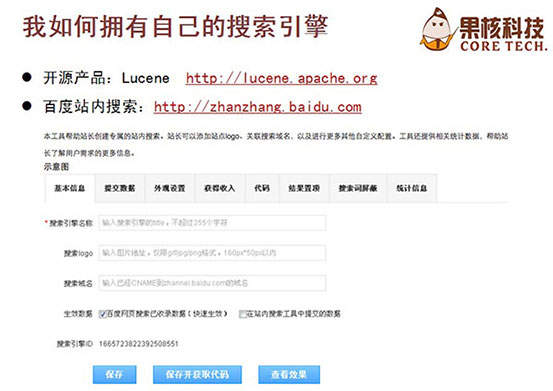 我如何拥有自己的搜索引擎
果核科技
CORE TECH.
● 开源产品：Lucene http://lucene.apache.org
● 百度站内搜索：http://zhanzhang.baidu.com
本工具帮助站长创建专属的站内搜索。站长可以添加站点logo、关联搜索域名，以及进行更多其他自定义配置。工具还提供相关统计数据，帮助站
长了解用户需求的更多信息。
示意图
基本信息 提交数据 外观设置 获得收入 代码 结果置顶 搜索词屏蔽 统计信息
* 搜索引擎名称 输入搜索引擎的title，不超过255个字符
搜索logo 输入图片地址，仅限gif/jpg/png格式，160px*50px以内
搜索域名 输入已经CNAME到zhannei.baidu.com的域名
生效数据 百度网页搜索已收录数据（快速生效） 在站内搜索工具中提交的数据
搜索引擎ID 1665723822392508551
保存 保存并获取代码 查看效果